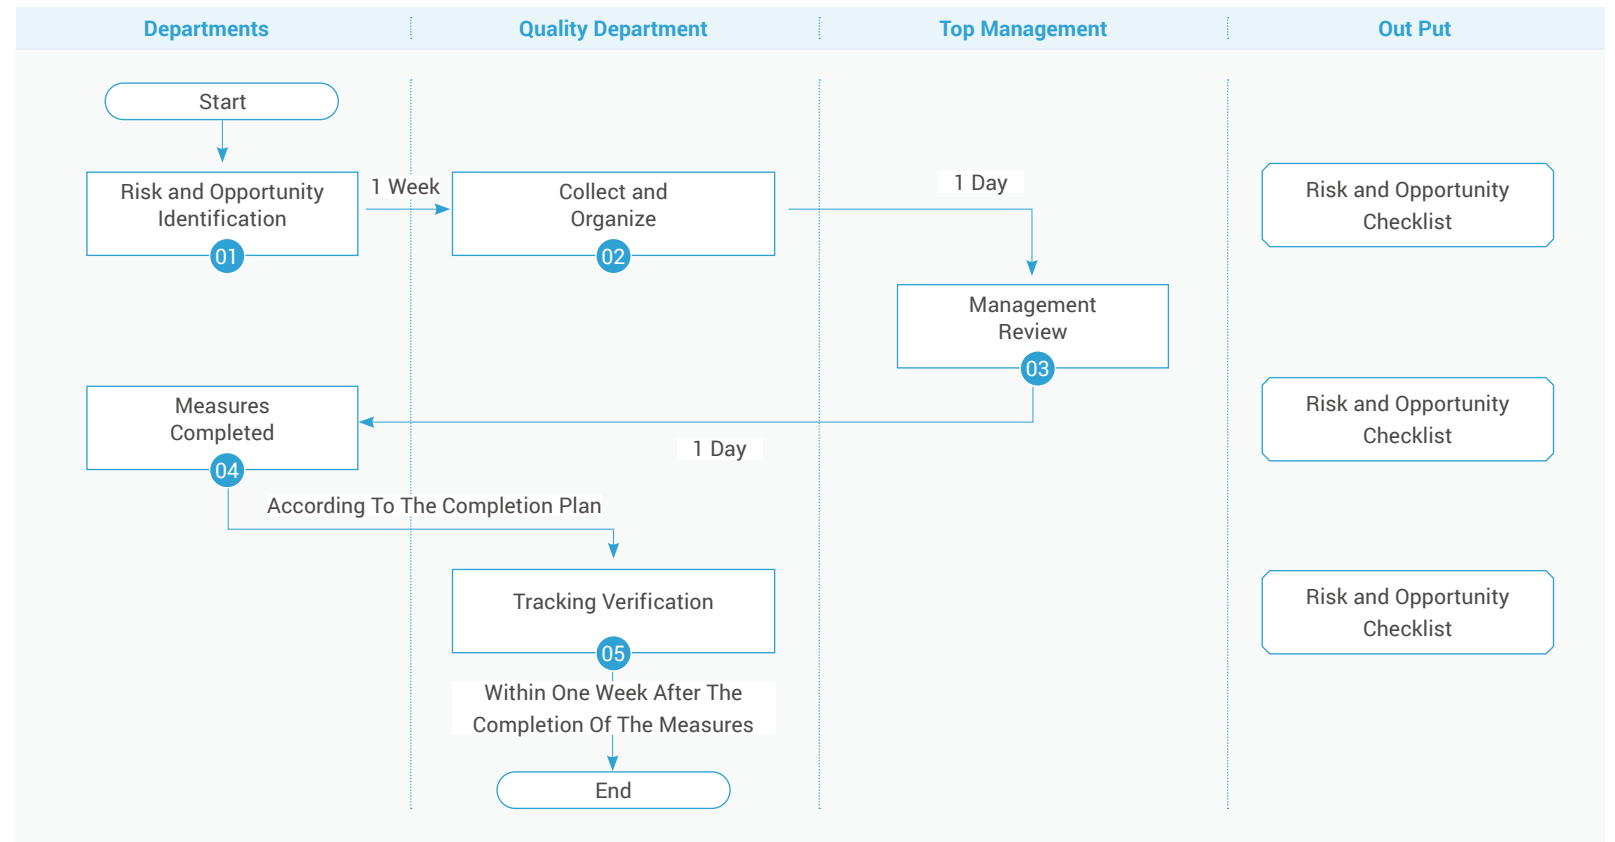 Departments
Quality Department
Top Management
Out Put
Start
Risk and Opportunity
Identification
01
1 Week
Collect and
Organize
02
1 Day
Risk and Opportunity
Checklist
Management
Review
03
Measures
Completed
04
1 Day
Risk and Opportunity
Checklist
According To The Completion Plan
Tracking Verification
05
Risk and Opportunity
Checklist
Within One Week After The
Completion Of The Measures
End